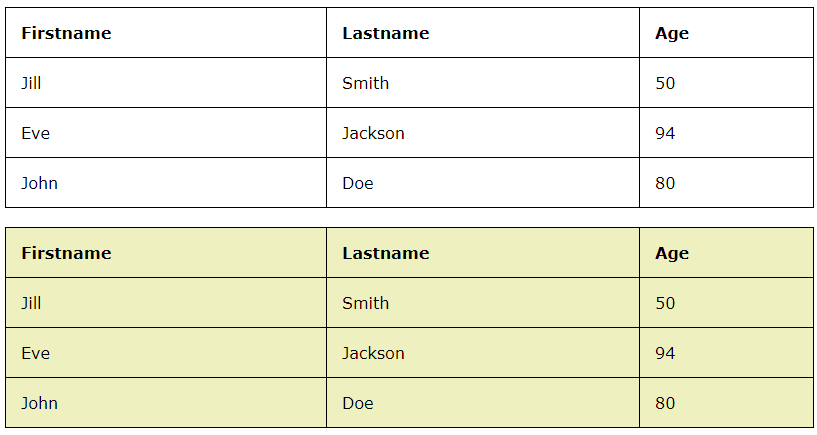 Firstname Lastname Age
Jill Smith 50
Eve Jackson 94
John Doe 80
Firstname Lastname Age
Jill Smith 50
Eve Jackson 94
John Doe 80